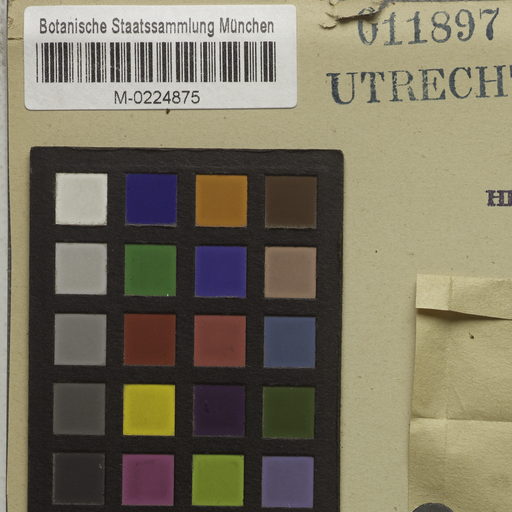 Botanische Staatssammlung München
M-0224875
011897
UTRECHT